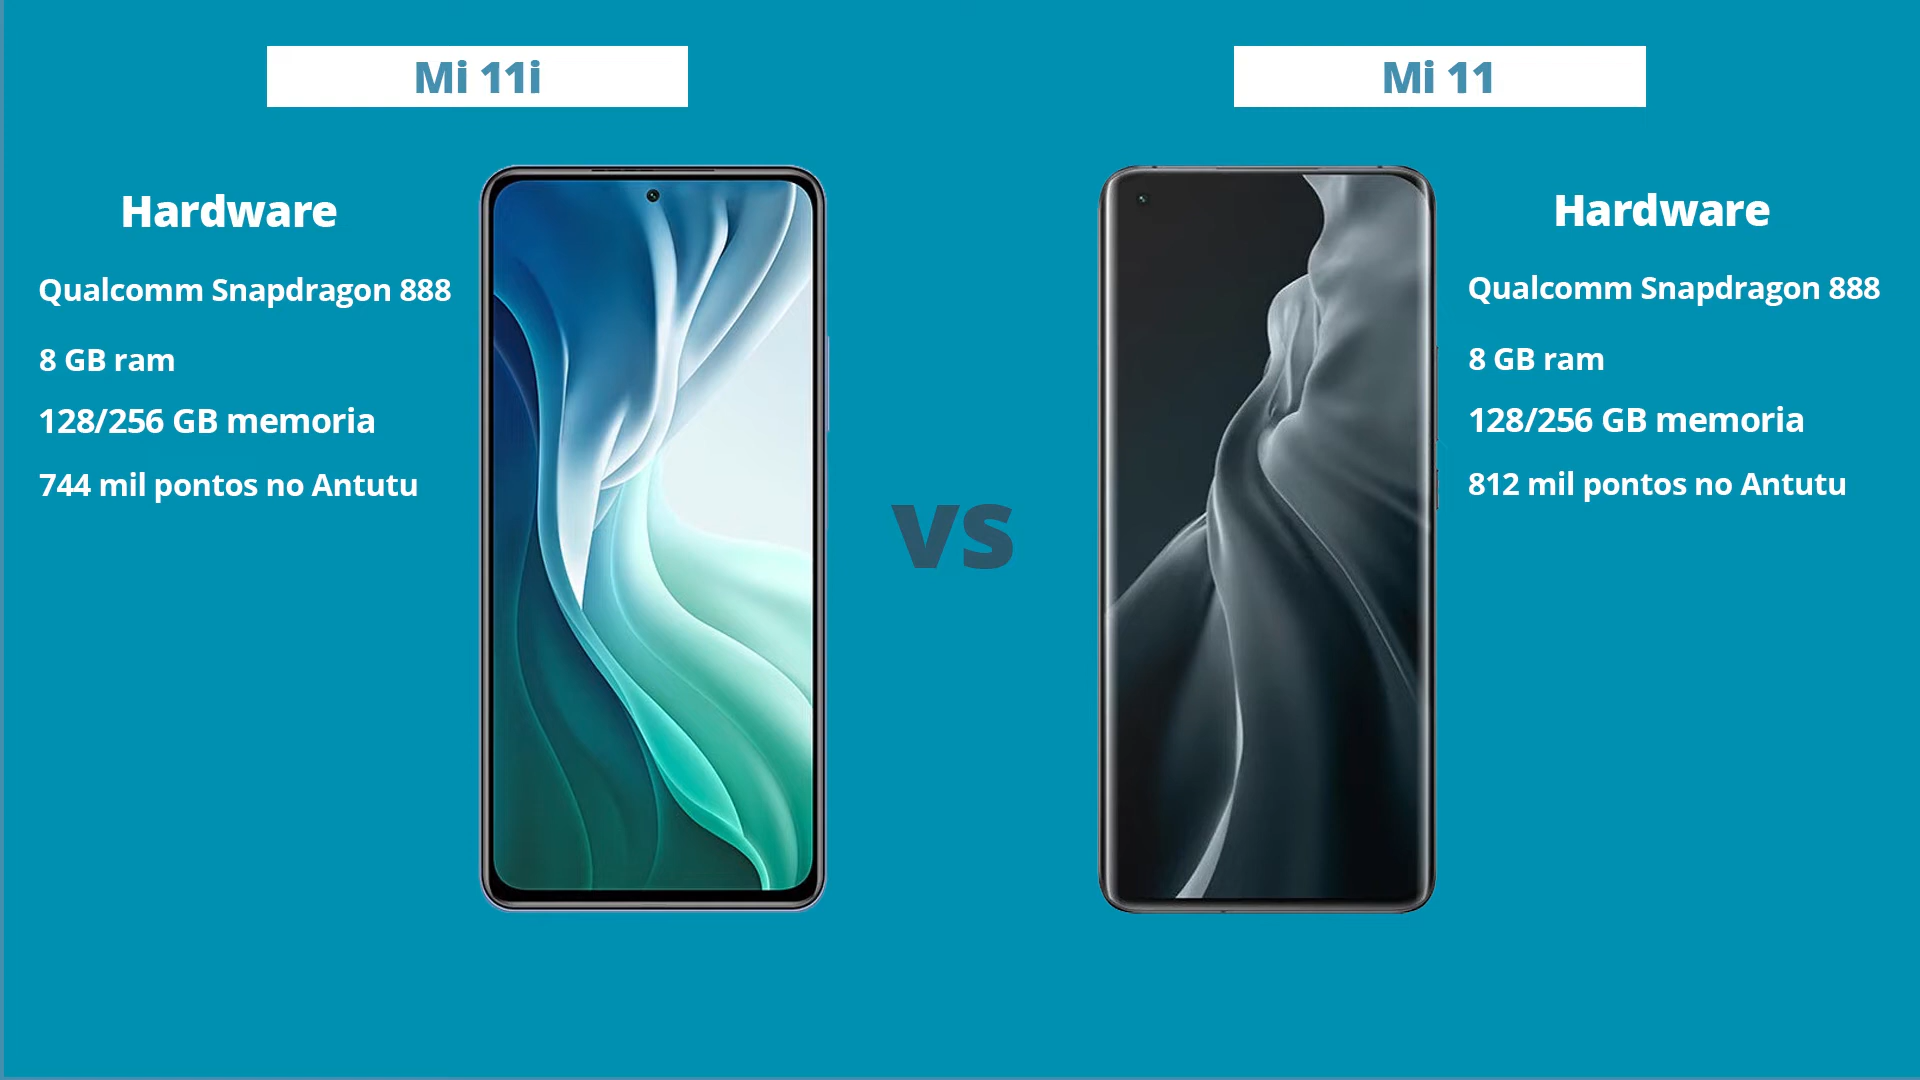 Mi 11i
Hardware
Qualcomm Snapdragon 888
8 GB ram
128/256 GB memoria
744 mil pontos no Antutu
vs
Mi 11
Hardware
Qualcomm Snapdragon 888
8 GB ram
128/256 GB memoria
812 mil pontos no Antutu